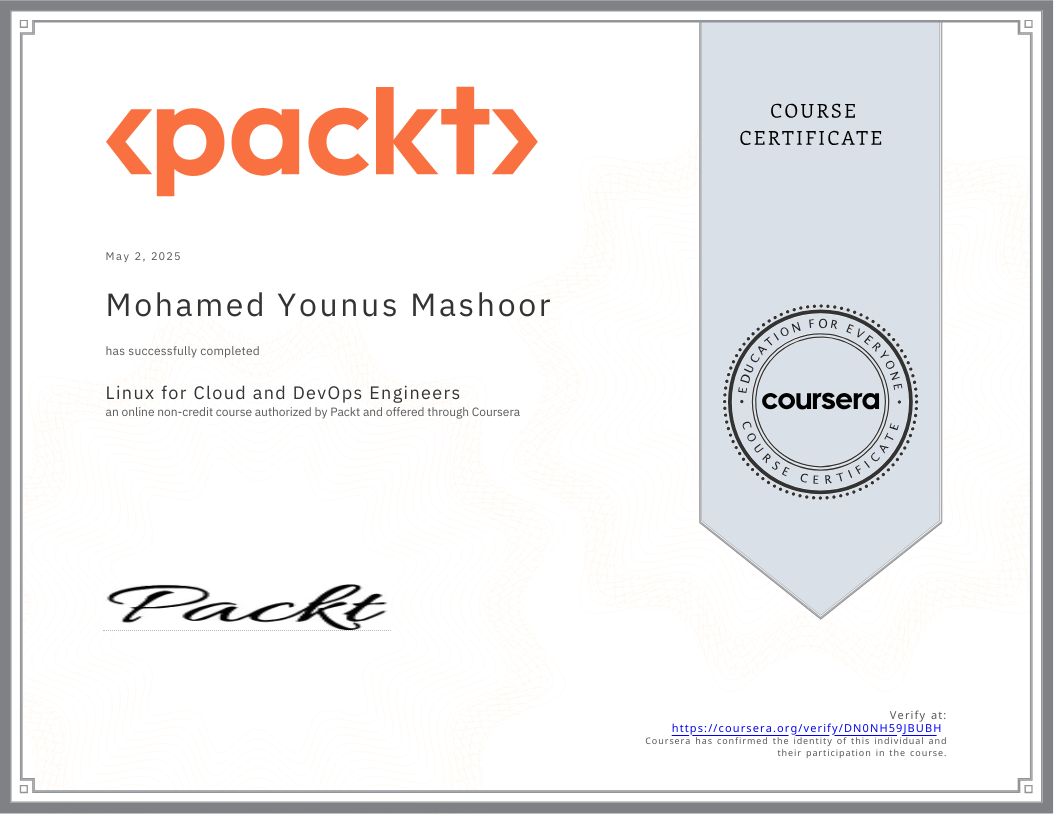 <packt>
COURSE
CERTIFICATE
May 2, 2025
Mohamed Younus Mashoor
has successfully completed
Linux for Cloud and DevOps Engineers
an online non-credit course authorized by Packt and offered through Coursera
EDUCATION FOR EVERYONE
coursera
COURSE CERTIFICATE
Packt
Verify at:
https://coursera.org/verify/DN0NH59JBUBH
Coursera has confirmed the identity of this individual and
their participation in the course.